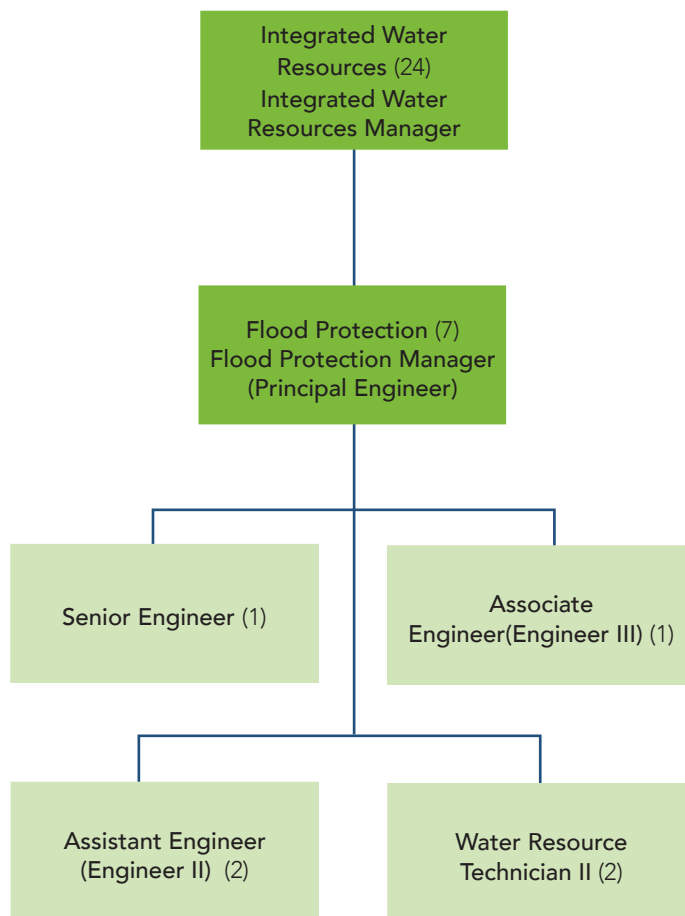 Integrated Water
Resources (24)
Integrated Water
Resources Manager
Flood Protection (7)
Flood Protection Manager
(Principal Engineer)
Senior Engineer (1)
Associate
Engineer(Engineer III) (1)
Assistant Engineer
(Engineer II) (2)
Water Resource
Technician II (2)